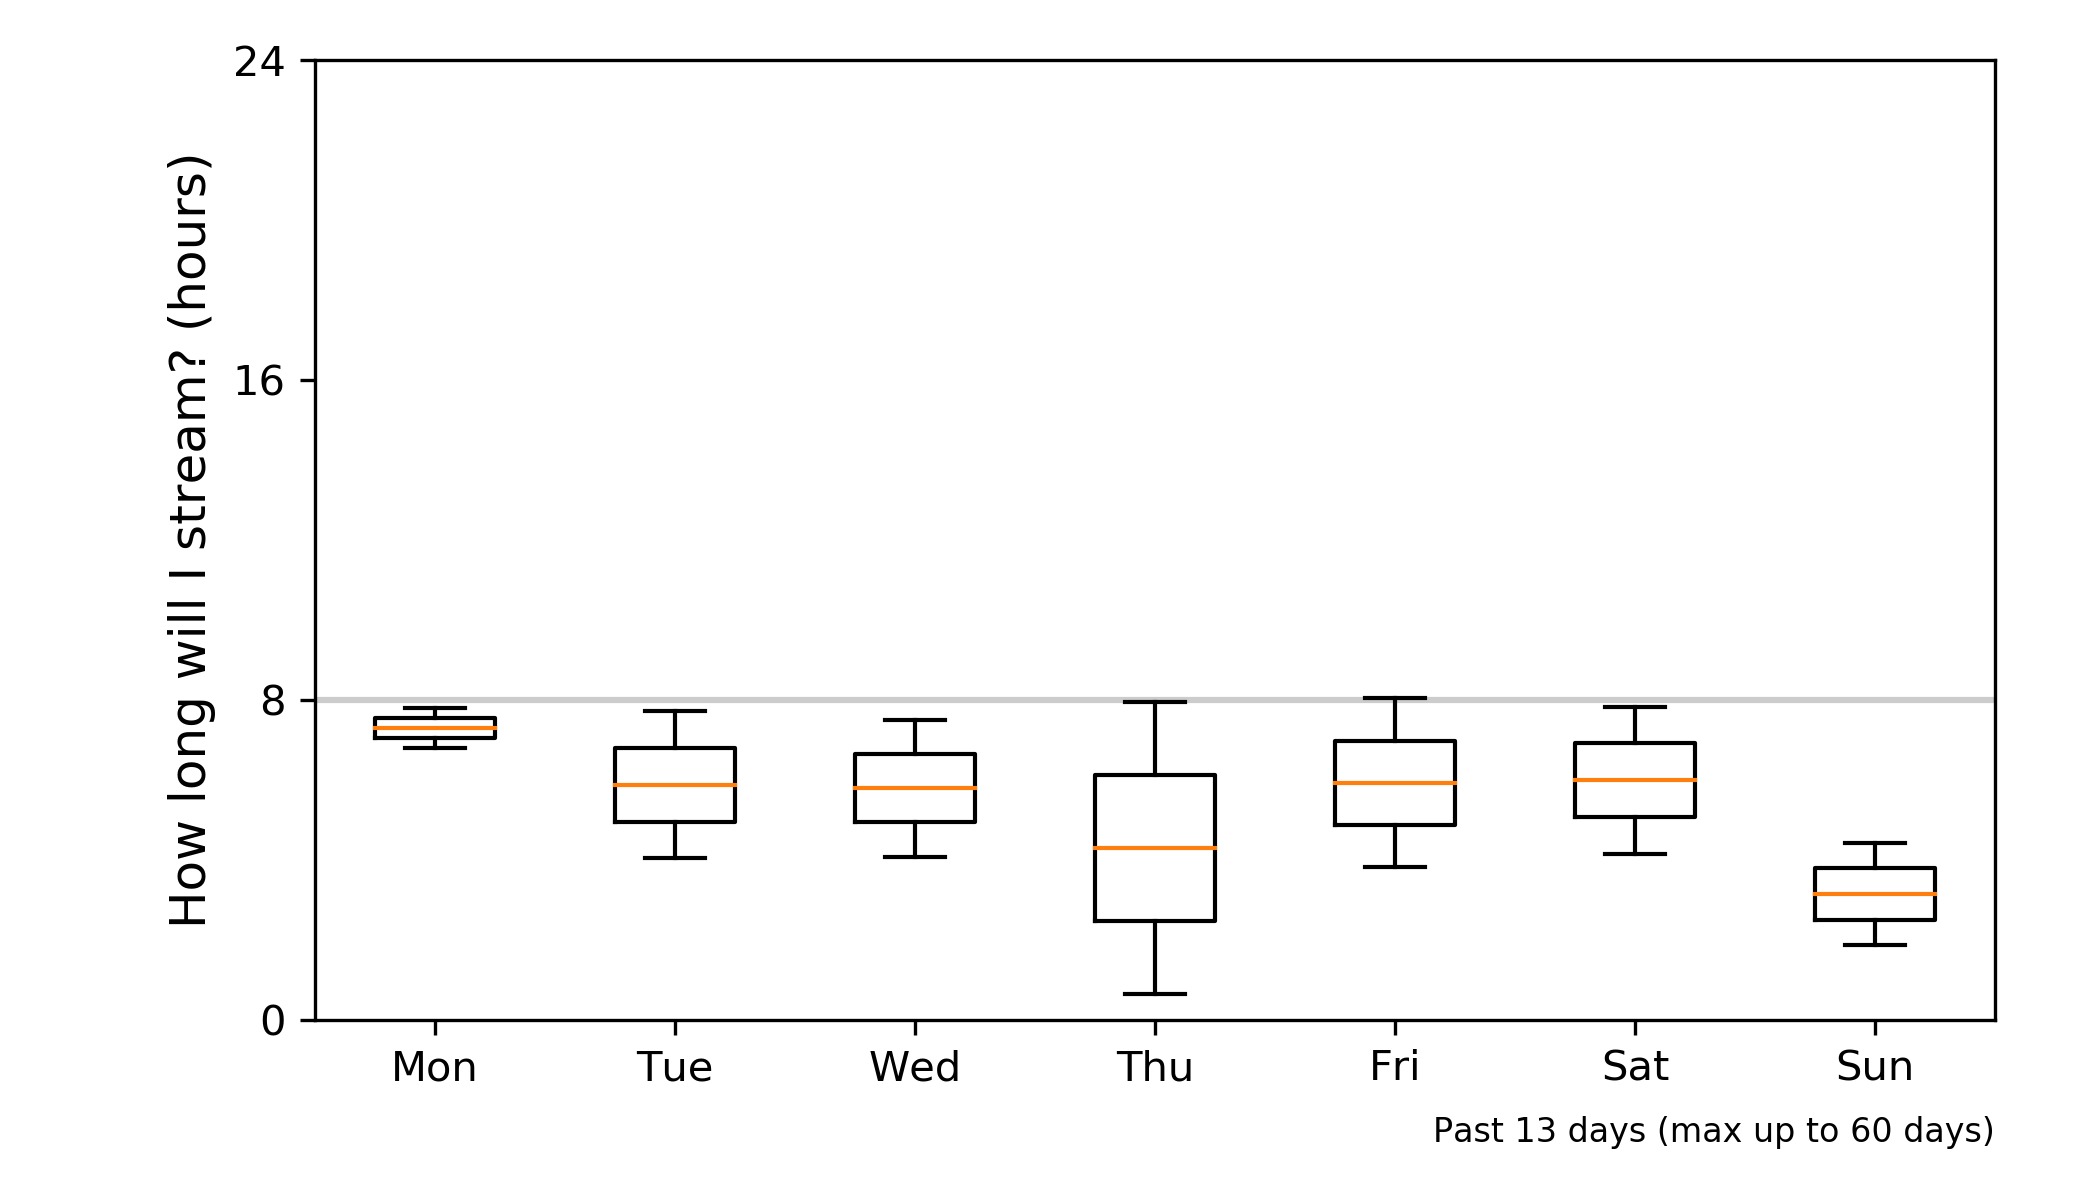 How long will I stream? (hours)
24
16
8
0
Mon Tue Wed Thu Fri Sat Sun
Past 13 days (max up to 60 days)